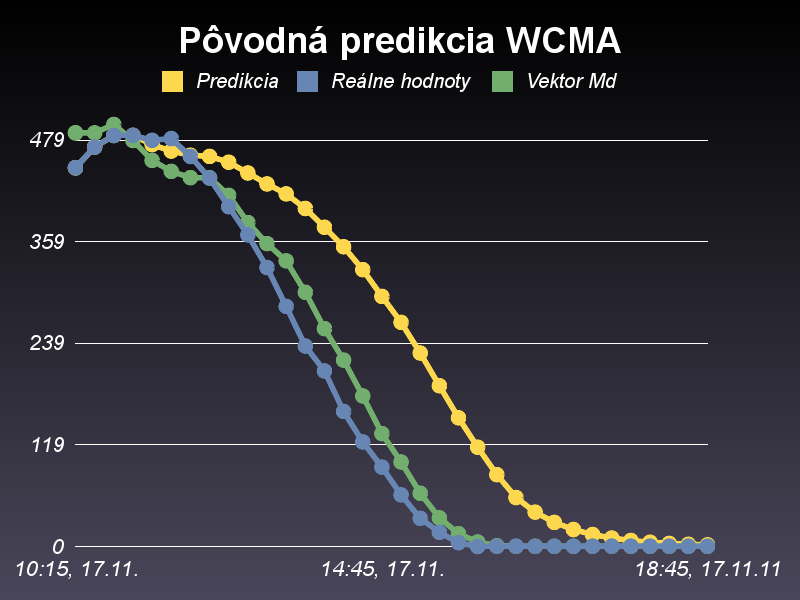 Pôvodná predikcia WCMA
Predikcia Reálne hodnoty Vektor Md
479
359
239
119
0
10:15, 17.11. 14:45, 17.11. 18:45, 17.11.11